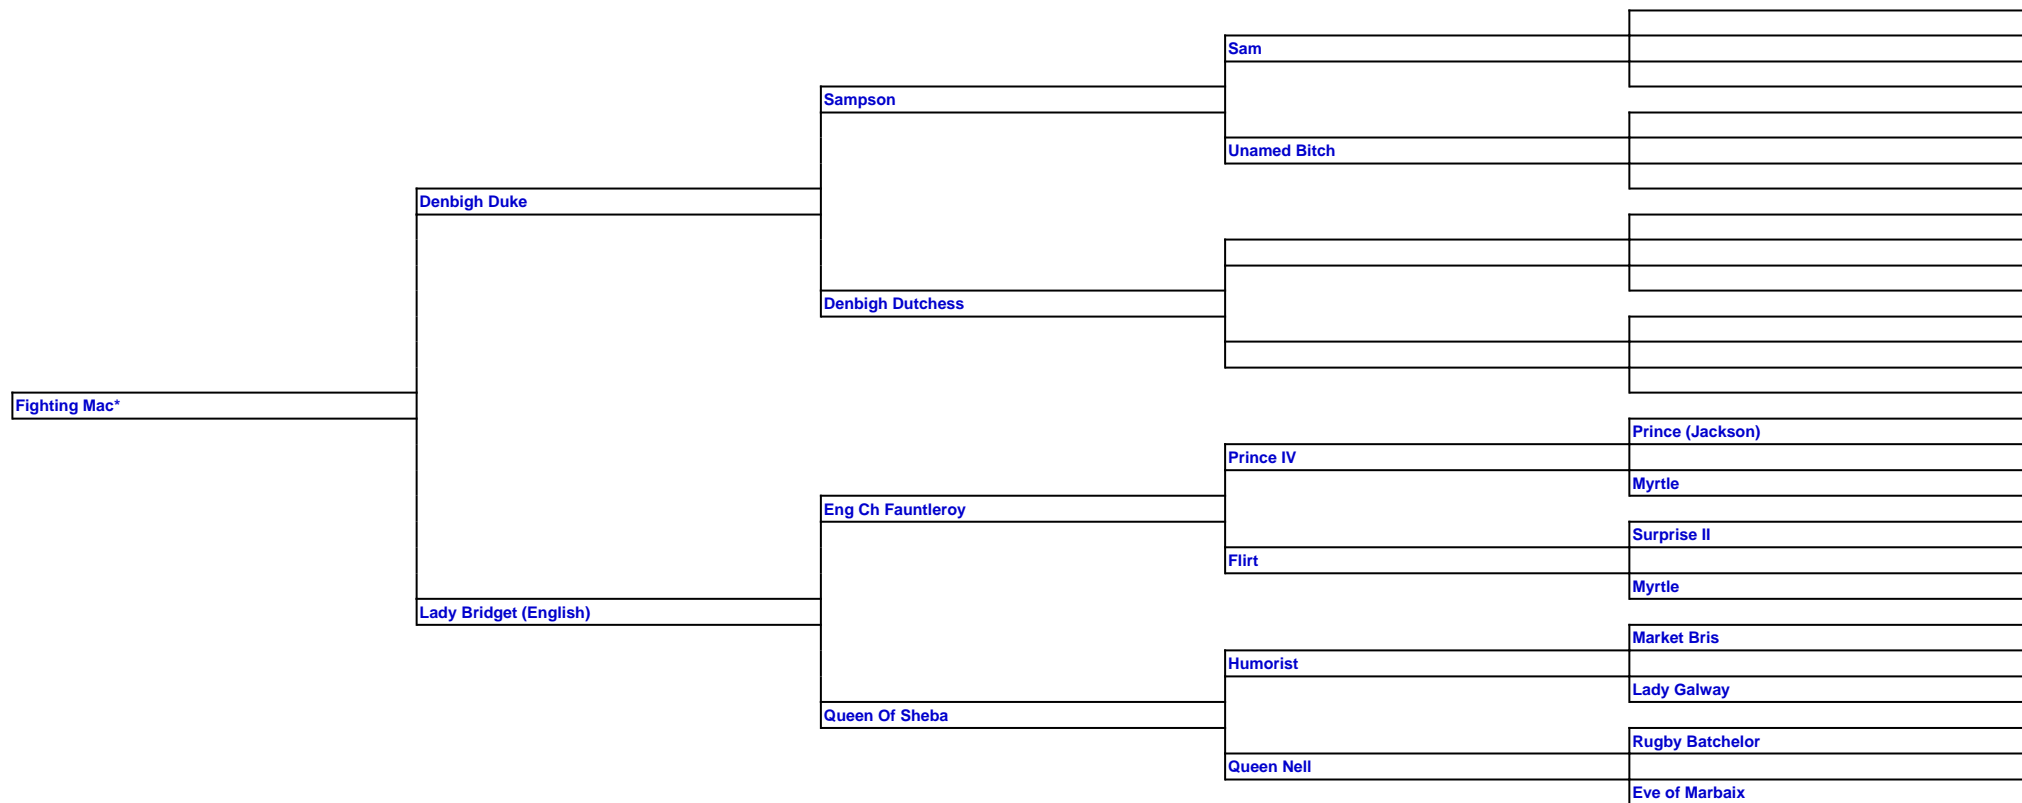 Sam
Sampson
Unamed Bitch
Denbigh Duke
Denbigh Dutchess
Fighting Mac*
Prince (Jackson)
Prince IV
Myrtle
Eng Ch Fauntleroy
Surprise II
Flirt
Myrtle
Lady Bridget (English)
Market Bris
Humorist
Lady Galway
Queen Of Sheba
Rugby Batchelor
Queen Nell
Eve of Marbaix